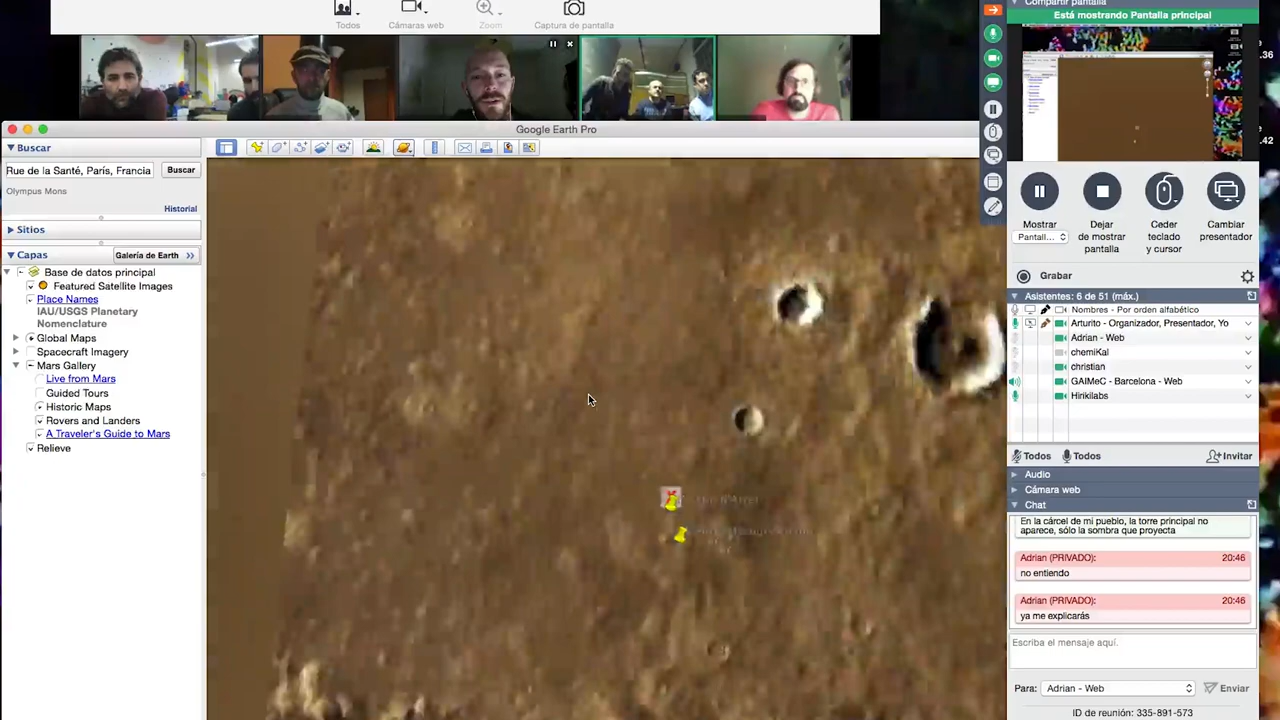 Todos
Cámaras web
Zoom
Captura de pantalla
Compartir pantalla
Está mostrando Pantalla principal
.36
.42
Google Earth Pro
Buscar
Rue de la Santé, París, Francia
Buscar
Olympus Mons
Historial
Sitios
Capas
Galería de Earth >>
Base de datos principal
Featured Satellite Images
Place Names
IAU/USGS Planetary
Nomenclature
Global Maps
Spacecraft Imagery
Mars Gallery
Live from Mars
Guided Tours
Historic Maps
Rovers and Landers
A Traveler's Guide to Mars
Relieve
Mostrar
Pantall...
Dejar
de mostrar
pantalla
Ceder
teclado
y cursor
Cambiar
presentador
Grabar
Asistentes: 6 de 51 (máx.)
Nombres - Por orden alfabético
Arturito - Organizador, Presentador, Yo
Adrian - Web
chemiKal
christian
GAIMeC - Barcelona - Web
Hirikilabs
Todos
Todos
Invitar
Audio
Cámara web
Chat
En la cárcel de mi pueblo, la torre principal no
aparece, sólo la sombra que proyecta
Adrian (PRIVADO): 20:46
no entiendo
Adrian (PRIVADO): 20:46
ya me explicarás
Escriba el mensaje aquí.
Para:
Adrian - Web
Enviar
ID de reunión: 335-891-573